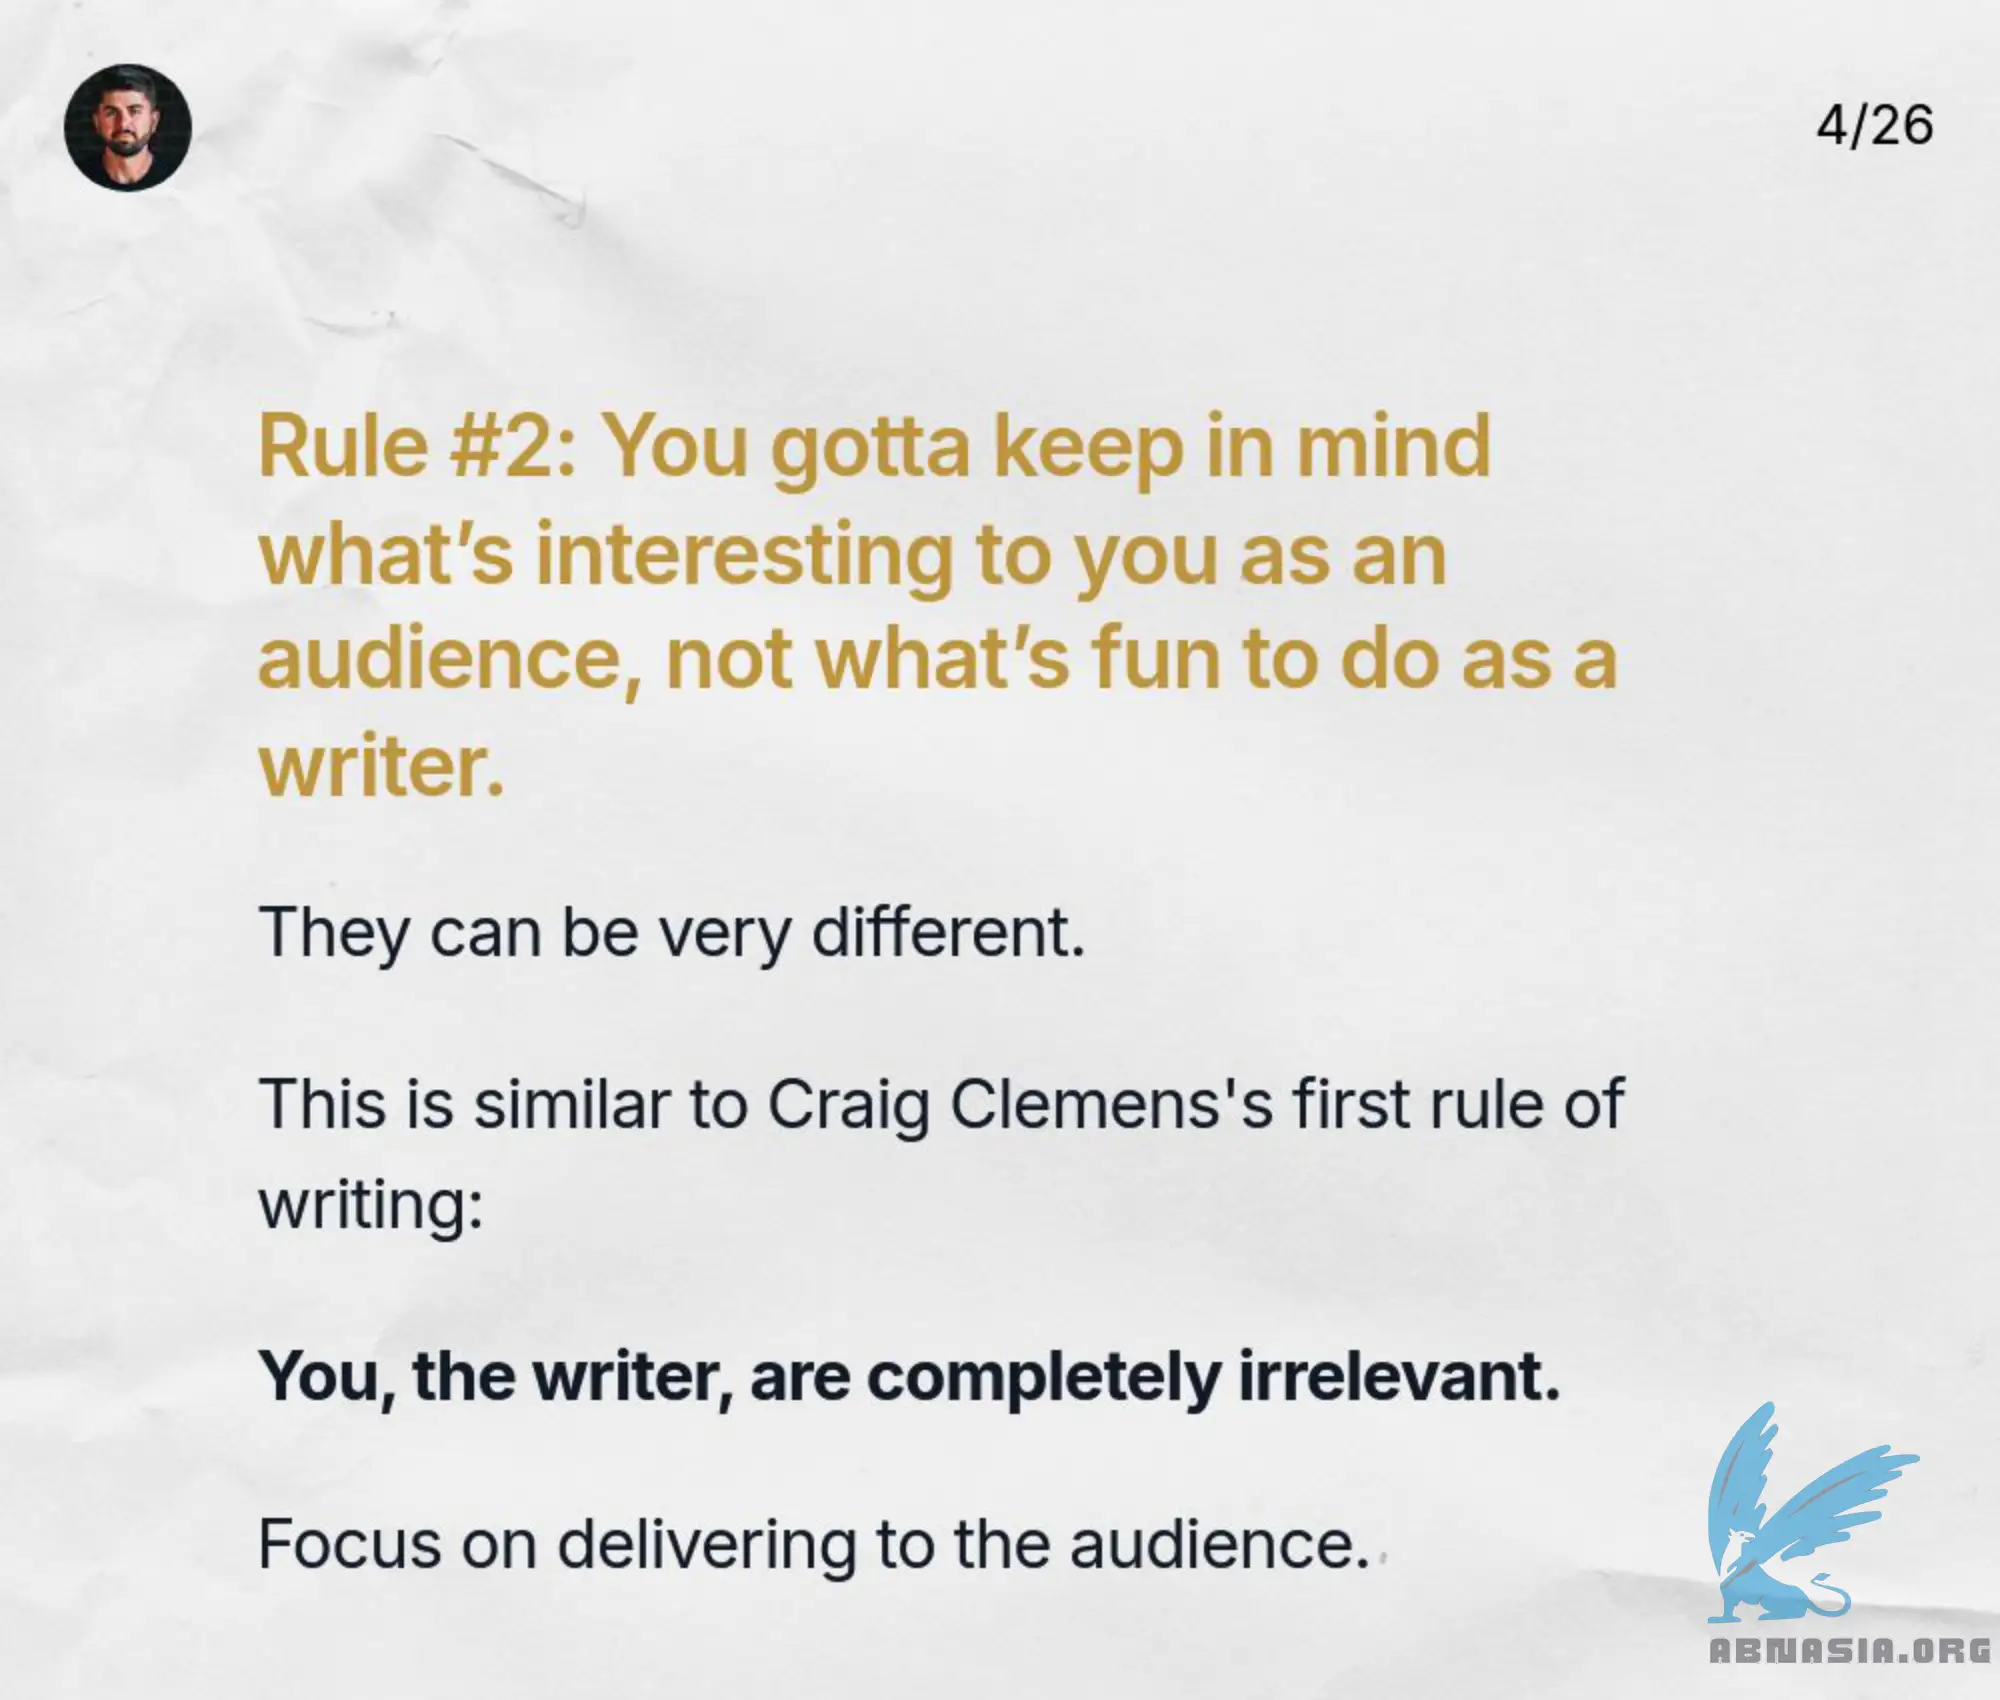 4/26
Rule #2: You gotta keep in mind
what’s interesting to you as an
audience, not what’s fun to do as a
writer.
They can be very different.
This is similar to Craig Clemens's first rule of
writing:
You, the writer, are completely irrelevant.
Focus on delivering to the audience.
ABNASIA.ORG